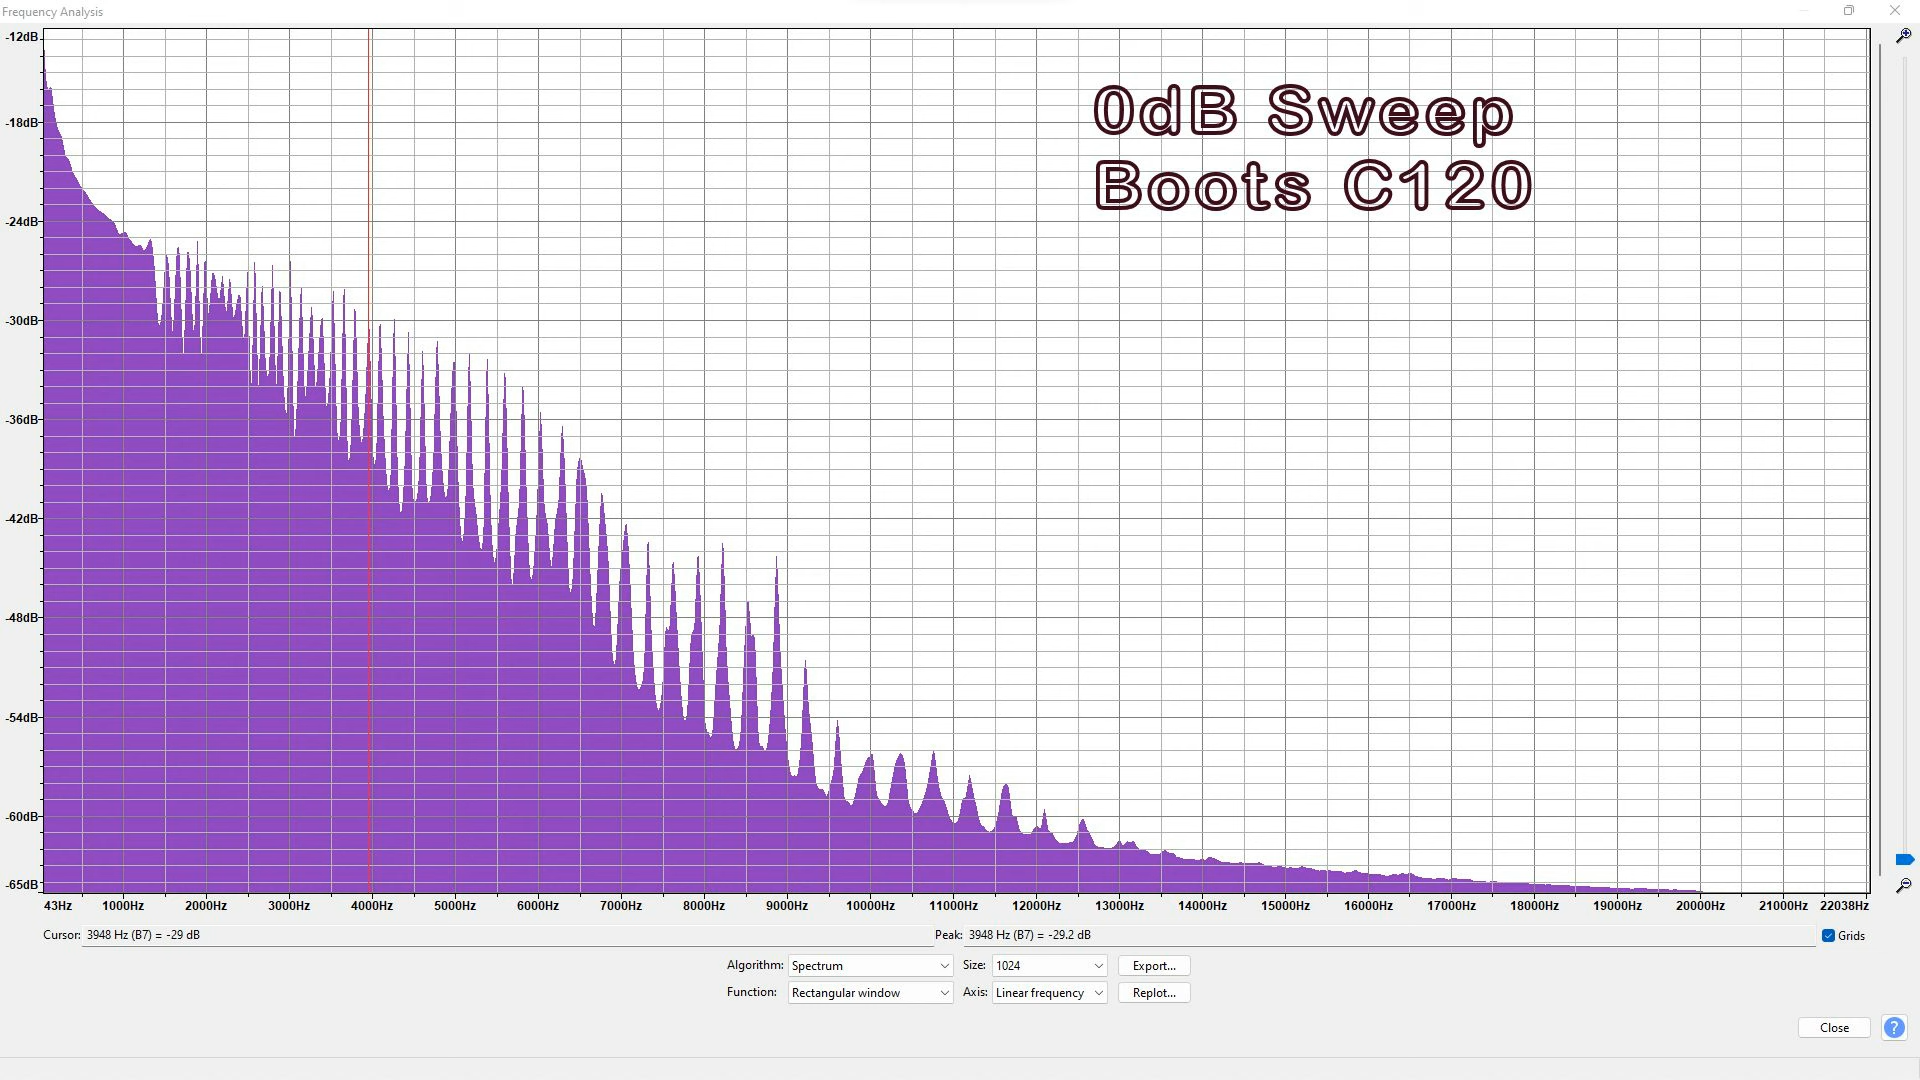 Frequency Analysis
0dB Sweep
Boots C120
-12dB
-18dB
-24dB
-30dB
-36dB
-42dB
-48dB
-54dB
-60dB
-65dB
43Hz 1000Hz 2000Hz 3000Hz 4000Hz 5000Hz 6000Hz 7000Hz 8000Hz 9000Hz 10000Hz 11000Hz 12000Hz 13000Hz 14000Hz 15000Hz 16000Hz 17000Hz 18000Hz 19000Hz 20000Hz 21000Hz 22038Hz
Cursor: 3948 Hz (B7) = -29 dB Peak: 3948 Hz (B7) = -29.2 dB Grids
Algorithm: Spectrum Size: 1024 Export...
Function: Rectangular window Axis: Linear frequency Replot...
Close ?